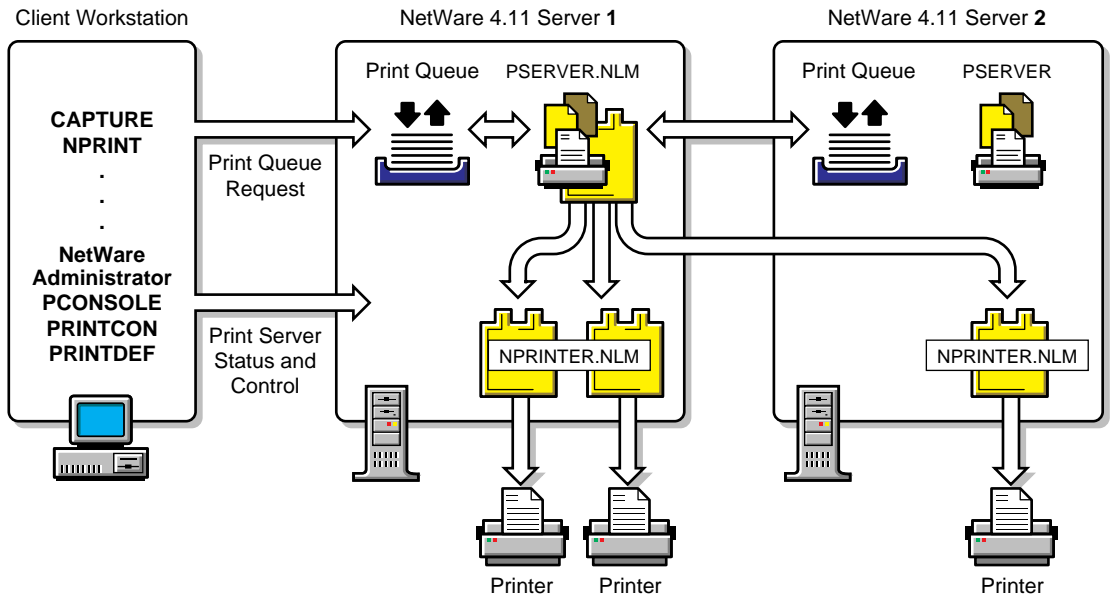 Client Workstation
NetWare 4.11 Server 1
NetWare 4.11 Server 2
CAPTURE
NPRINT
.
.
.
NetWare
Administrator
PCONSOLE
PRINTCON
PRINTDEF
Print Queue
Request
Print Server
Status and
Control
Print Queue
PSERVER.NLM
NPRINTER.NLM
Printer
Printer
Print Queue
PSERVER
NPRINTER.NLM
Printer